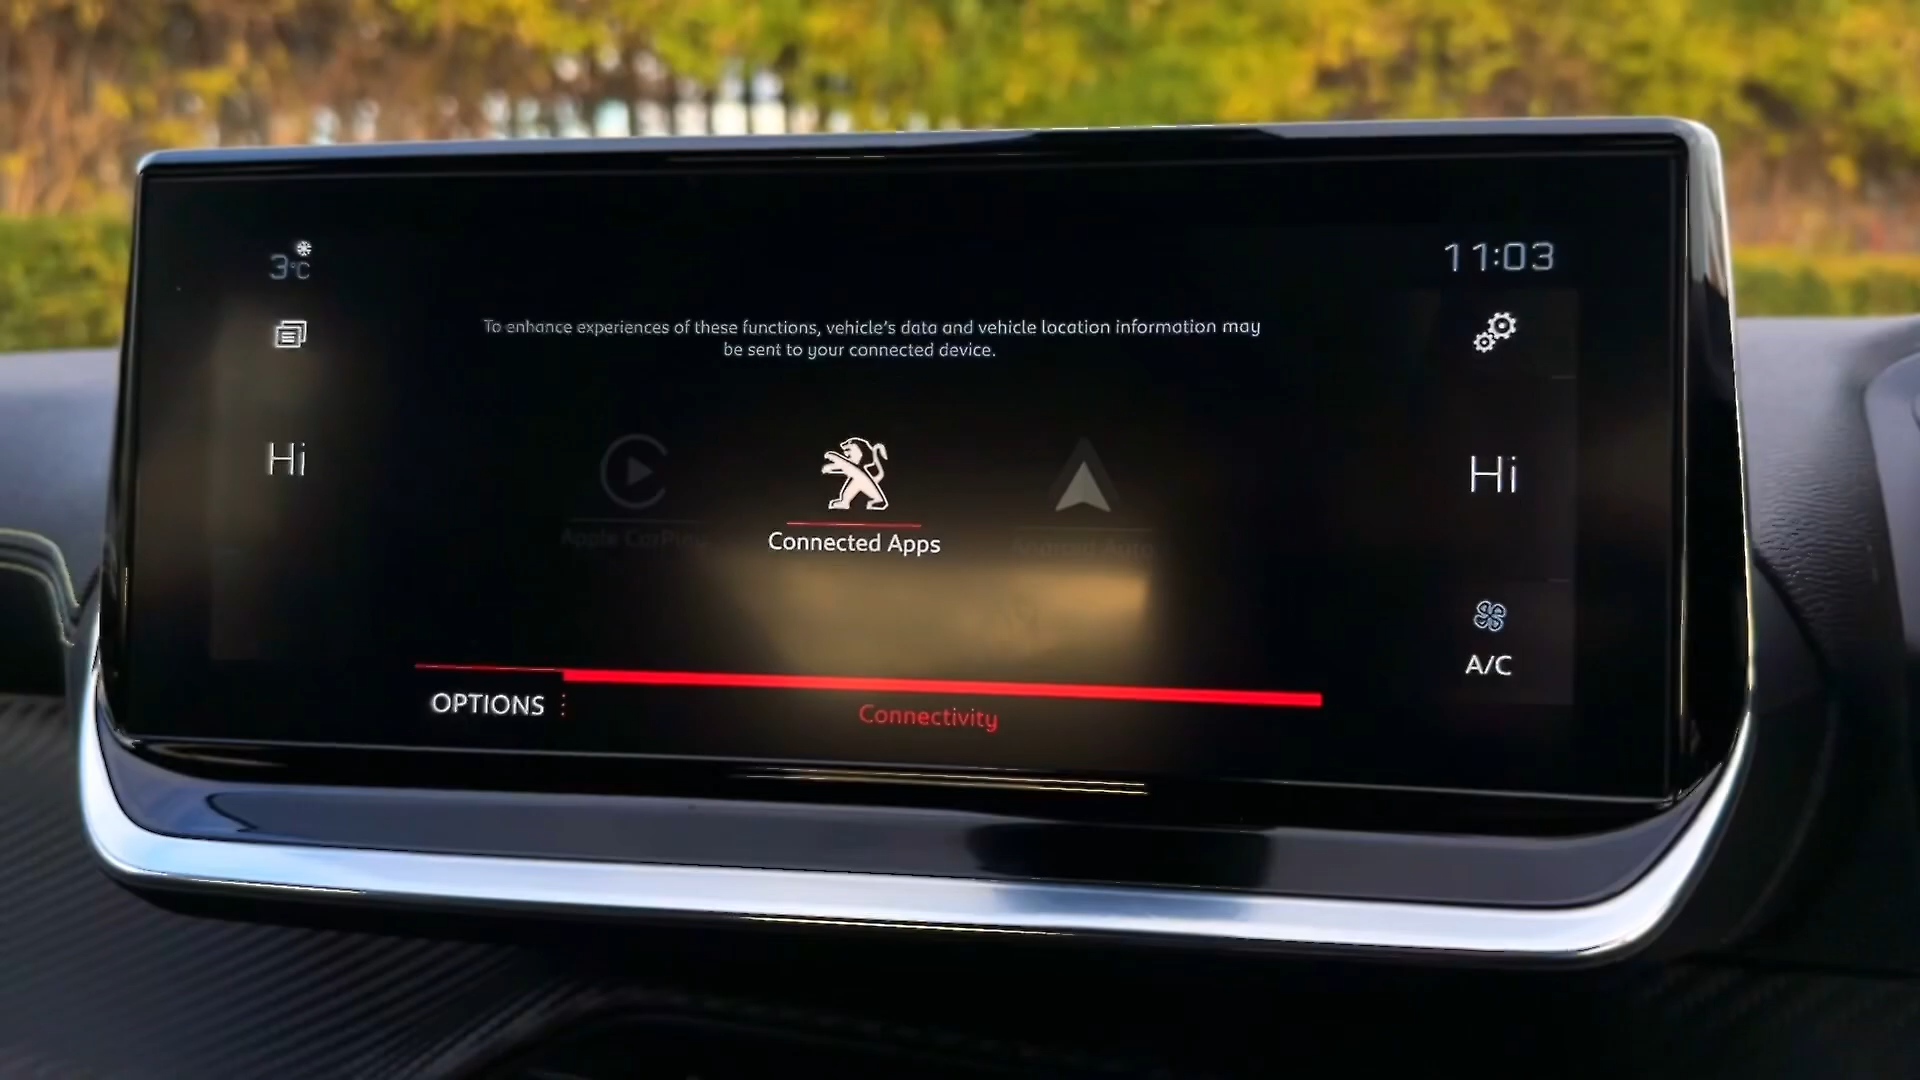 3°C
11:03
To enhance experiences of these functions, vehicle's data and vehicle location information may
be sent to your connected device.
Hi
Hi
Apple CarPlay
Connected Apps
Android Auto
A/C
OPTIONS
Connectivity